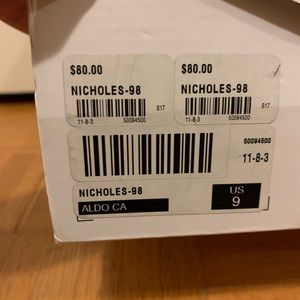 $80.00 $80.00
NICHOLES-98 NICHOLES-98
S17 S17
11-8-3 50094500 11-8-3 50094500
50094500
11-8-3
NICHOLES-98
US
ALDO CA
9